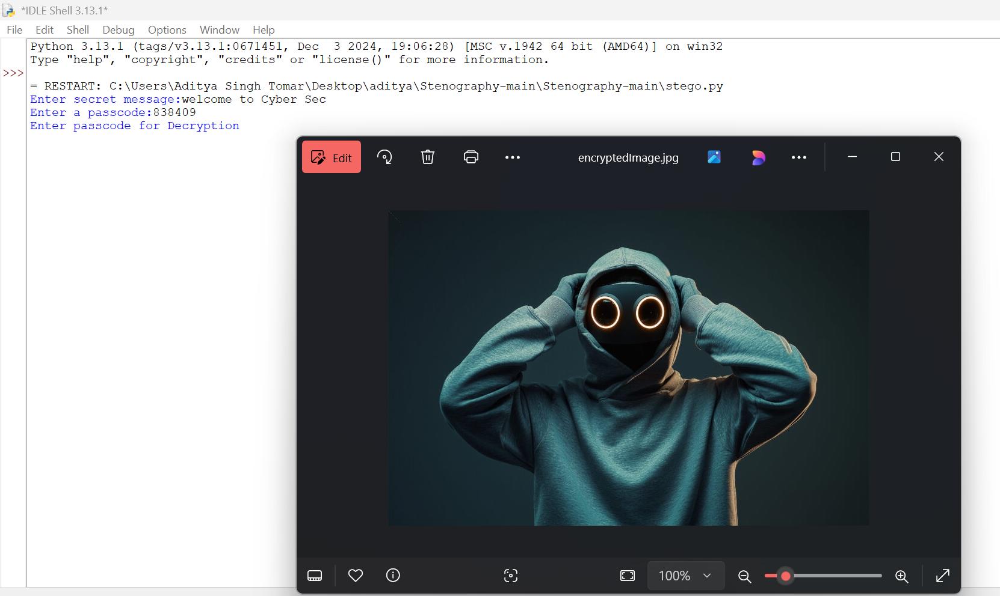 *IDLE Shell 3.13.1*
File Edit Shell Debug Options Window Help
Python 3.13.1 (tags/v3.13.1:0671451, Dec  3 2024, 19:06:28) [MSC v.1942 64 bit (AMD64)] on win32
Type "help", "copyright", "credits" or "license()" for more information.
>>>
= RESTART: C:\Users\Aditya Singh Tomar\Desktop\aditya\Stenography-main\Stenography-main\stego.py
Enter secret message:welcome to Cyber Sec
Enter a passcode:838409
Enter passcode for Decryption
Edit encryptedImage.jpg
100%